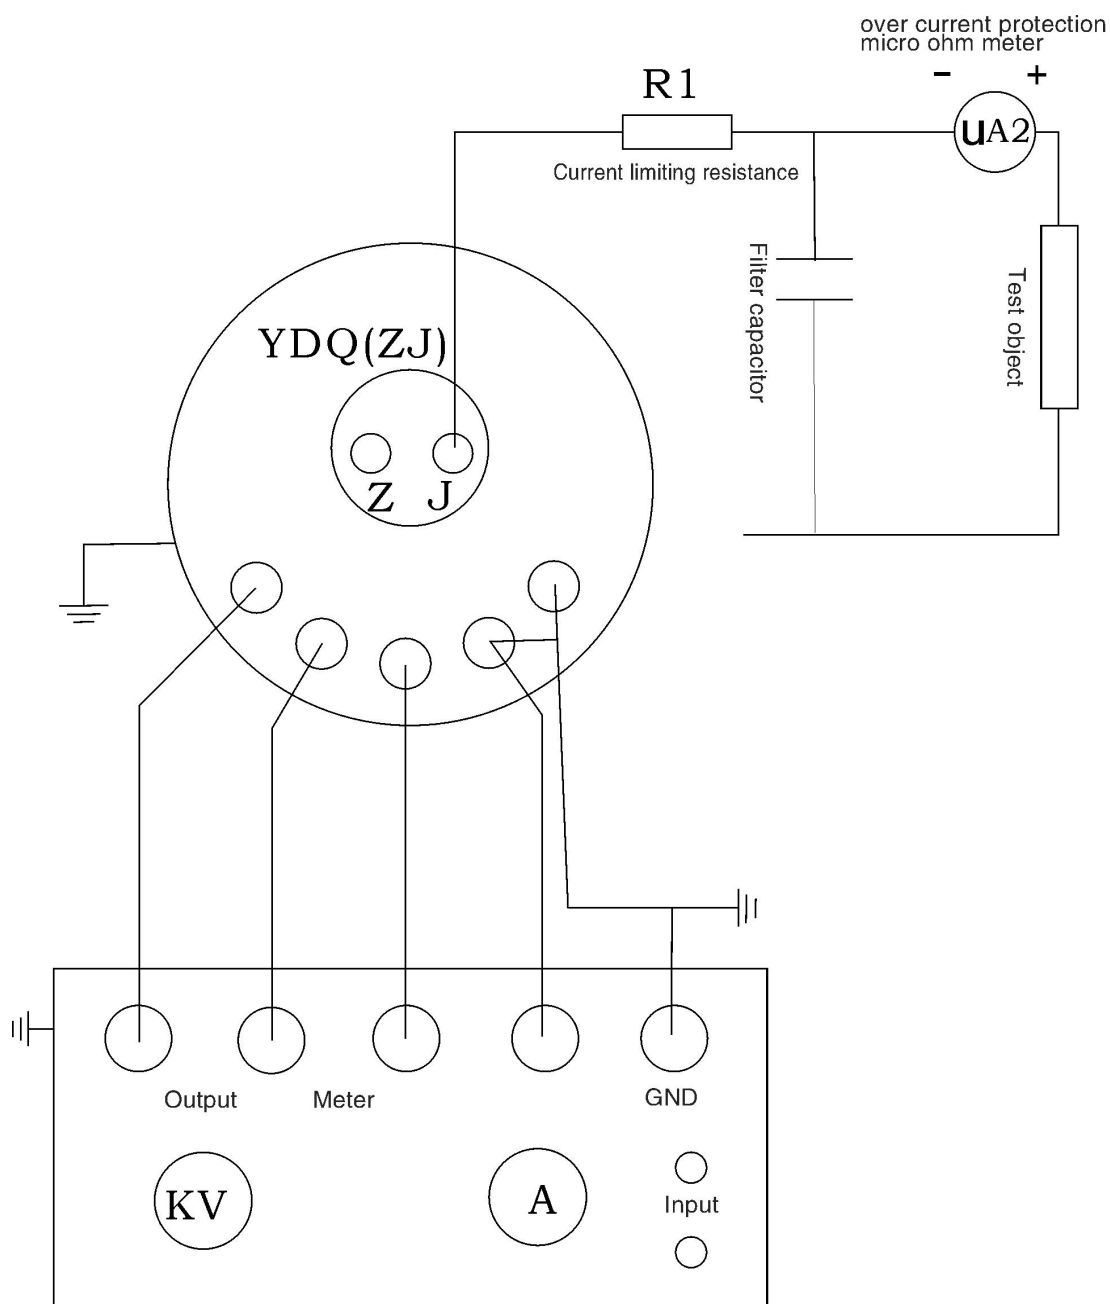 over current protection
micro ohm meter
- +
R1
uA2
Current limiting resistance
Filter capacitor
Test object
YDQ(ZJ)
Z J
Output Meter GND
KV A Input